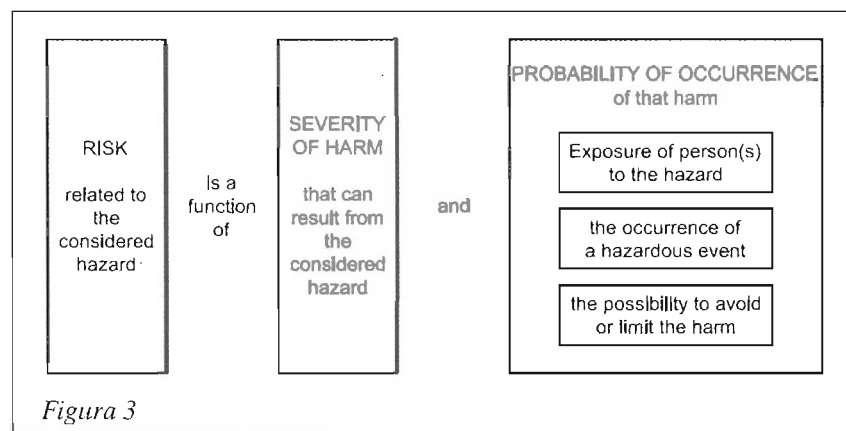 RISK
related to
the
considered
hazard
Is a
function
of
SEVERITY
OF HARM
that can
result from
the
considered
hazard
and
PROBABILITY OF OCCURRENCE
of that harm
Exposure of person(s)
to the hazard
the occurrence of
a hazardous event
the possibility to avoid
or limit the harm
Figura 3